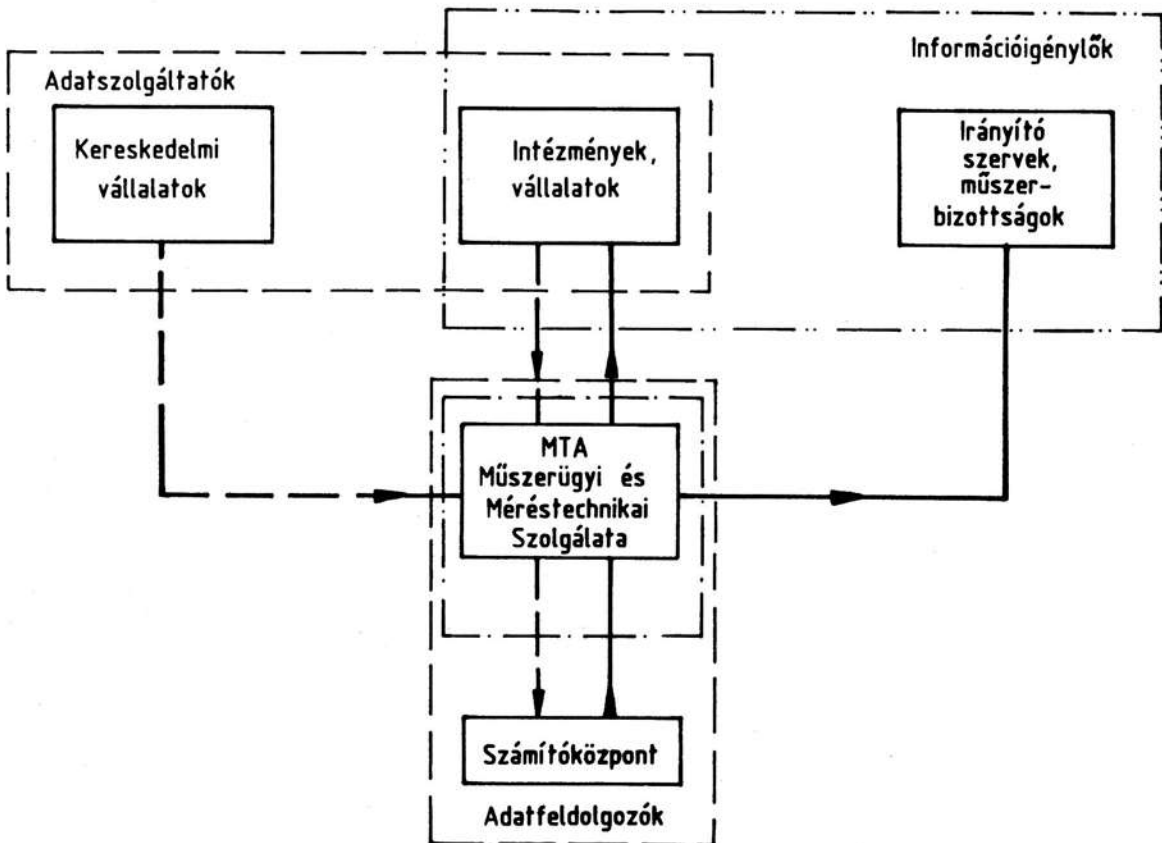 Információigénylők
Adatszolgáltatók
Kereskedelmi
vállalatok
Intézmények,
vállalatok
Irányító
szervek,
műszer-
bizottságok
MTA
Műszerügyi és
Méréstechnikai
Szolgálata
Számítóközpont
Adatfeldolgozók